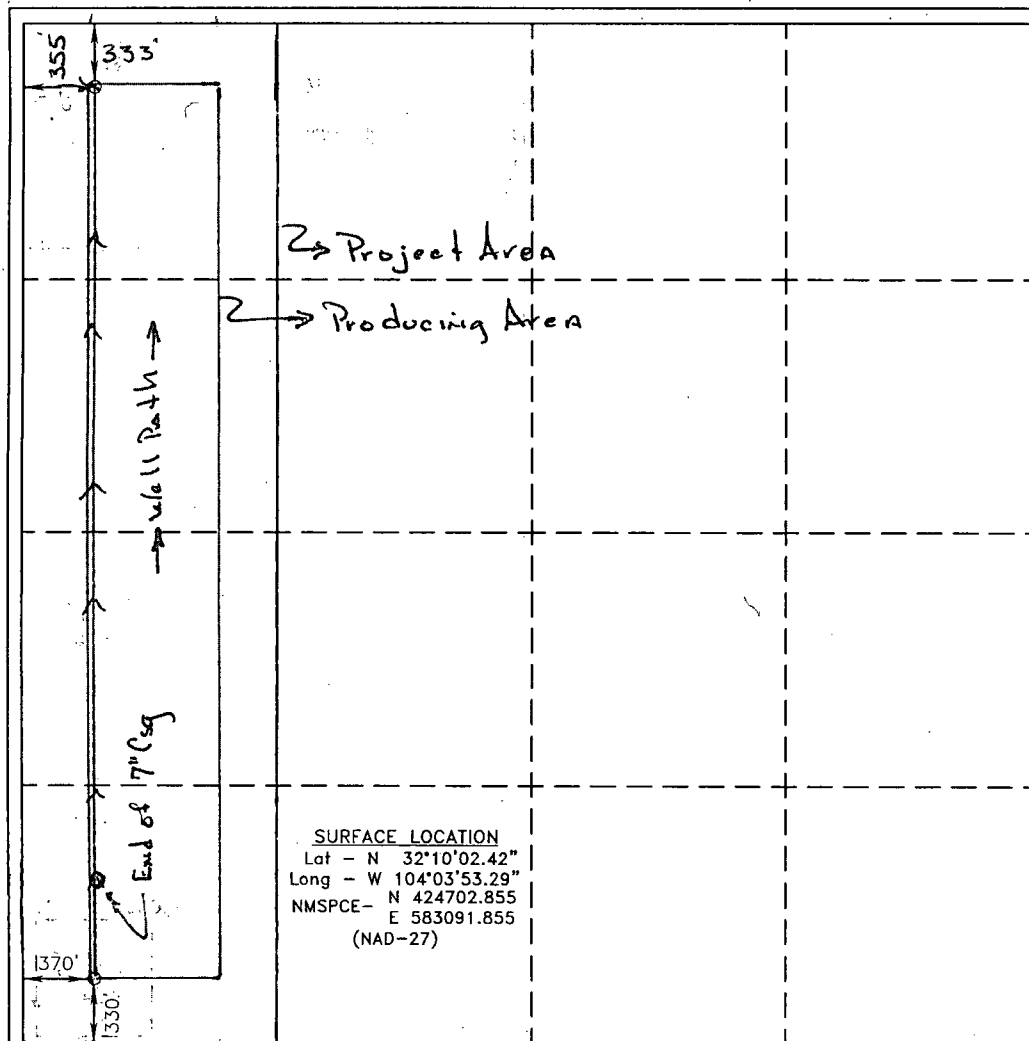 355'
333'
Project Area
Producing Area
Well Path
End of 7" Csg
SURFACE LOCATION
Lat - N 32°10'02.42"
Long - W 104°03'53.29"
NMSPCE- N 424702.855
E 583091.855
(NAD-27)
370'
330'